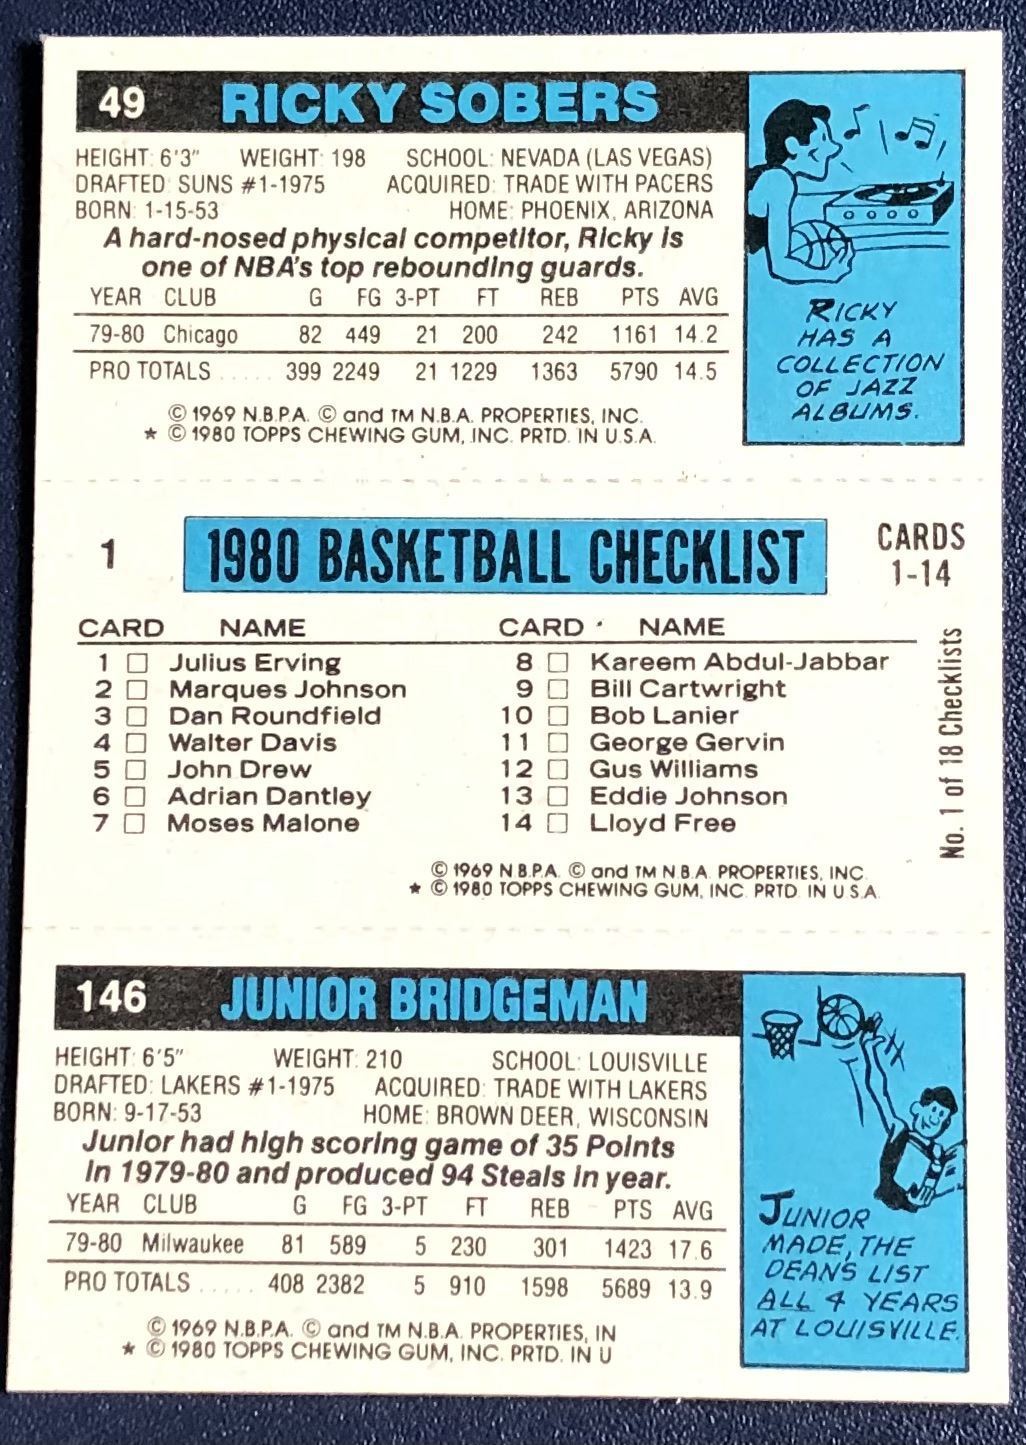 49 RICKY SOBERS
HEIGHT: 6'3" WEIGHT: 198 SCHOOL: NEVADA (LAS VEGAS)
DRAFTED: SUNS #1-1975 ACQUIRED: TRADE WITH PACERS
BORN: 1-15-53 HOME: PHOENIX, ARIZONA
A hard-nosed physical competitor, Ricky is
one of NBA's top rebounding guards.
YEAR CLUB G FG 3-PT FT REB PTS AVG
79-80 Chicago 82 449 21 200 242 1161 14.2
PRO TOTALS ..... 399 2249 21 1229 1363 5790 14.5
© 1969 N.B.P.A. © and TM N.B.A. PROPERTIES, INC.
★ © 1980 TOPPS CHEWING GUM, INC. PRTD. IN U.S.A.
RICKY
HAS A
COLLECTION
OF JAZZ
ALBUMS.
1 1980 BASKETBALL CHECKLIST
CARDS
1-14
CARD NAME CARD NAME
1 Julius Erving 8 Kareem Abdul-Jabbar
2 Marques Johnson 9 Bill Cartwright
3 Dan Roundfield 10 Bob Lanier
4 Walter Davis 11 George Gervin
5 John Drew 12 Gus Williams
6 Adrian Dantley 13 Eddie Johnson
7 Moses Malone 14 Lloyd Free
No. 1 of 18 Checklists
© 1969 N.B.P.A. © and TM N.B.A. PROPERTIES, INC.
★ © 1980 TOPPS CHEWING GUM, INC. PRTD. IN U.S.A.
146 JUNIOR BRIDGEMAN
HEIGHT: 6'5" WEIGHT: 210 SCHOOL: LOUISVILLE
DRAFTED: LAKERS #1-1975 ACQUIRED: TRADE WITH LAKERS
BORN: 9-17-53 HOME: BROWN DEER, WISCONSIN
Junior had high scoring game of 35 Points
in 1979-80 and produced 94 Steals in year.
YEAR CLUB G FG 3-PT FT REB PTS AVG
79-80 Milwaukee 81 589 5 230 301 1423 17.6
PRO TOTALS ..... 408 2382 5 910 1598 5689 13.9
© 1969 N.B.P.A. © and TM N.B.A. PROPERTIES, IN
★ © 1980 TOPPS CHEWING GUM, INC. PRTD. IN U
JUNIOR
MADE, THE
DEAN'S LIST
ALL 4 YEARS
AT LOUISVILLE.